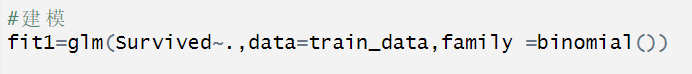 #建模
fit1=glm(Survived~.,data=train_data,family =binomial())